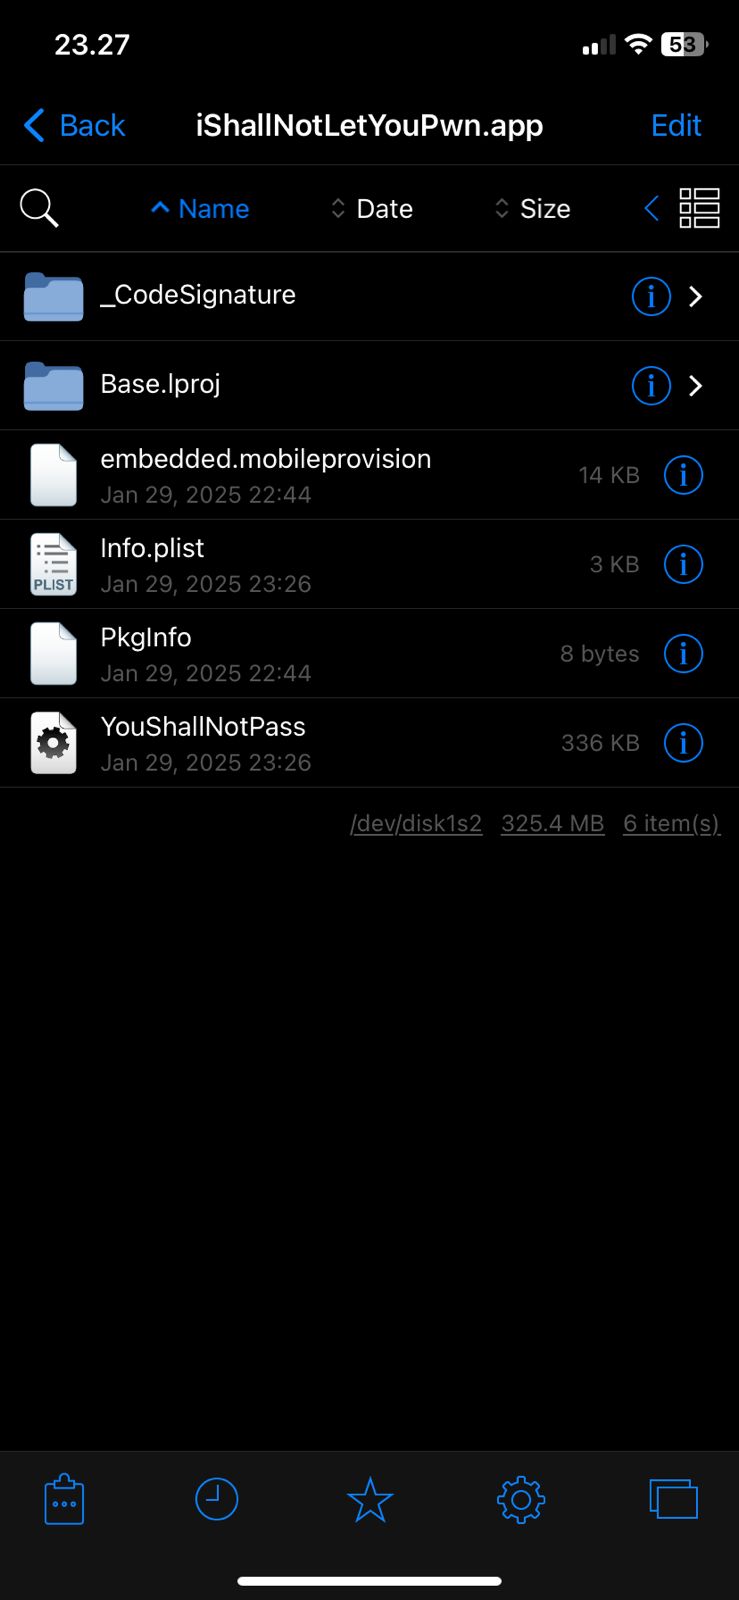 23.27
53
Back iShallNotLetYouPwn.app Edit
Name Date Size
_CodeSignature
Base.lproj
embedded.mobileprovision
Jan 29, 2025 22:44 14 KB
Info.plist
PLIST
Jan 29, 2025 23:26 3 KB
PkgInfo
Jan 29, 2025 22:44 8 bytes
YouShallNotPass
Jan 29, 2025 23:26 336 KB
/dev/disk1s2 325.4 MB 6 item(s)